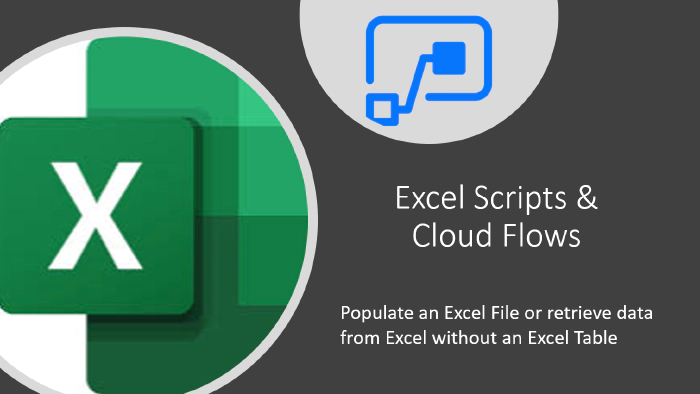 X
Excel Scripts &
Cloud Flows
Populate an Excel File or retrieve data
from Excel without an Excel Table